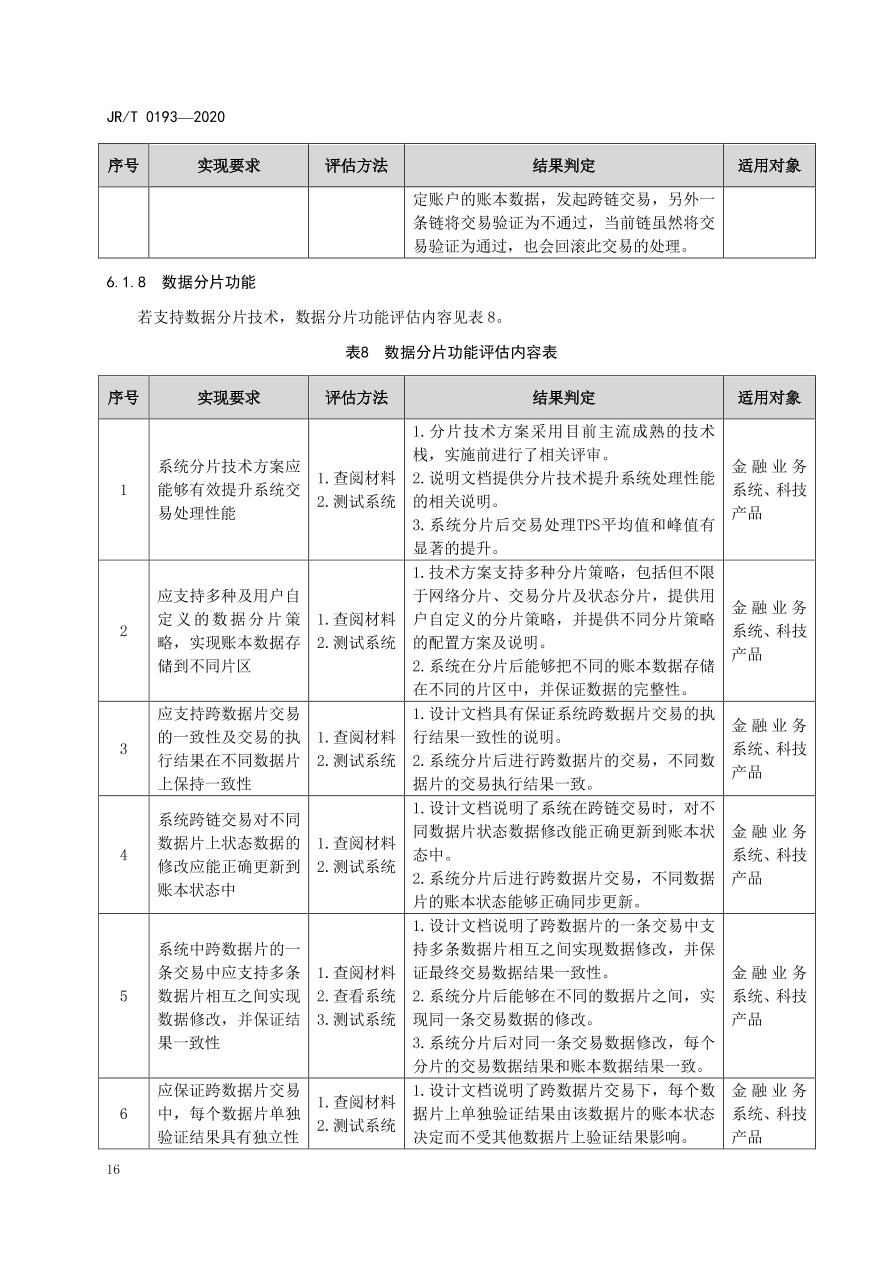 JR/T 0193—2020
序号 实现要求 评估方法 结果判定 适用对象
定账户的账本数据，发起跨链交易，另外一
条链将交易验证为不通过，当前链虽然将交
易验证为通过，也会回滚此交易的处理。
6.1.8 数据分片功能
若支持数据分片技术，数据分片功能评估内容见表 8。
表8 数据分片功能评估内容表
序号 实现要求 评估方法 结果判定 适用对象
1
系统分片技术方案应
能够有效提升系统交
易处理性能
1.查阅材料
2.测试系统
1.分片技术方案采用目前主流成熟的技术
栈，实施前进行了相关评审。
2.说明文档提供分片技术提升系统处理性能
的相关说明。
3.系统分片后交易处理TPS平均值和峰值有
显著的提升。
金融业务
系统、科技
产品
2
应支持多种及用户自
定义的数据分片策
略，实现账本数据存
储到不同片区
1.查阅材料
2.测试系统
1.技术方案支持多种分片策略，包括但不限
于网络分片、交易分片及状态分片，提供用
户自定义的分片策略，并提供不同分片策略
的配置方案及说明。
2.系统在分片后能够把不同的账本数据存储
在不同的片区中，并保证数据的完整性。
金融业务
系统、科技
产品
3
应支持跨数据片交易
的一致性及交易的执
行结果在不同数据片
上保持一致性
1.查阅材料
2.测试系统
1.设计文档具有保证系统跨数据片交易的执
行结果一致性的说明。
2.系统分片后进行跨数据片的交易，不同数
据片的交易执行结果一致。
金融业务
系统、科技
产品
4
系统跨链交易对不同
数据片上状态数据的
修改应能正确更新到
账本状态中
1.查阅材料
2.测试系统
1.设计文档说明了系统在跨链交易时，对不
同数据片状态数据修改能正确更新到账本状
态中。
2.系统分片后进行跨数据片交易，不同数据
片的账本状态能够正确同步更新。
金融业务
系统、科技
产品
5
系统中跨数据片的一
条交易中应支持多条
数据片相互之间实现
数据修改，并保证结
果一致性
1.查阅材料
2.查看系统
3.测试系统
1.设计文档说明了跨数据片的一条交易中支
持多条数据片相互之间实现数据修改，并保
证最终交易数据结果一致性。
2.系统分片后能够在不同的数据片之间，实
现同一条交易数据的修改。
3.系统分片后对同一条交易数据修改，每个
分片的交易数据结果和账本数据结果一致。
金融业务
系统、科技
产品
6
应保证跨数据片交易
中，每个数据片单独
验证结果具有独立性
1.查阅材料
2.测试系统
1.设计文档说明了跨数据片交易下，每个数
据片上单独验证结果由该数据片的账本状态
决定而不受其他数据片上验证结果影响。
金融业务
系统、科技
产品
16